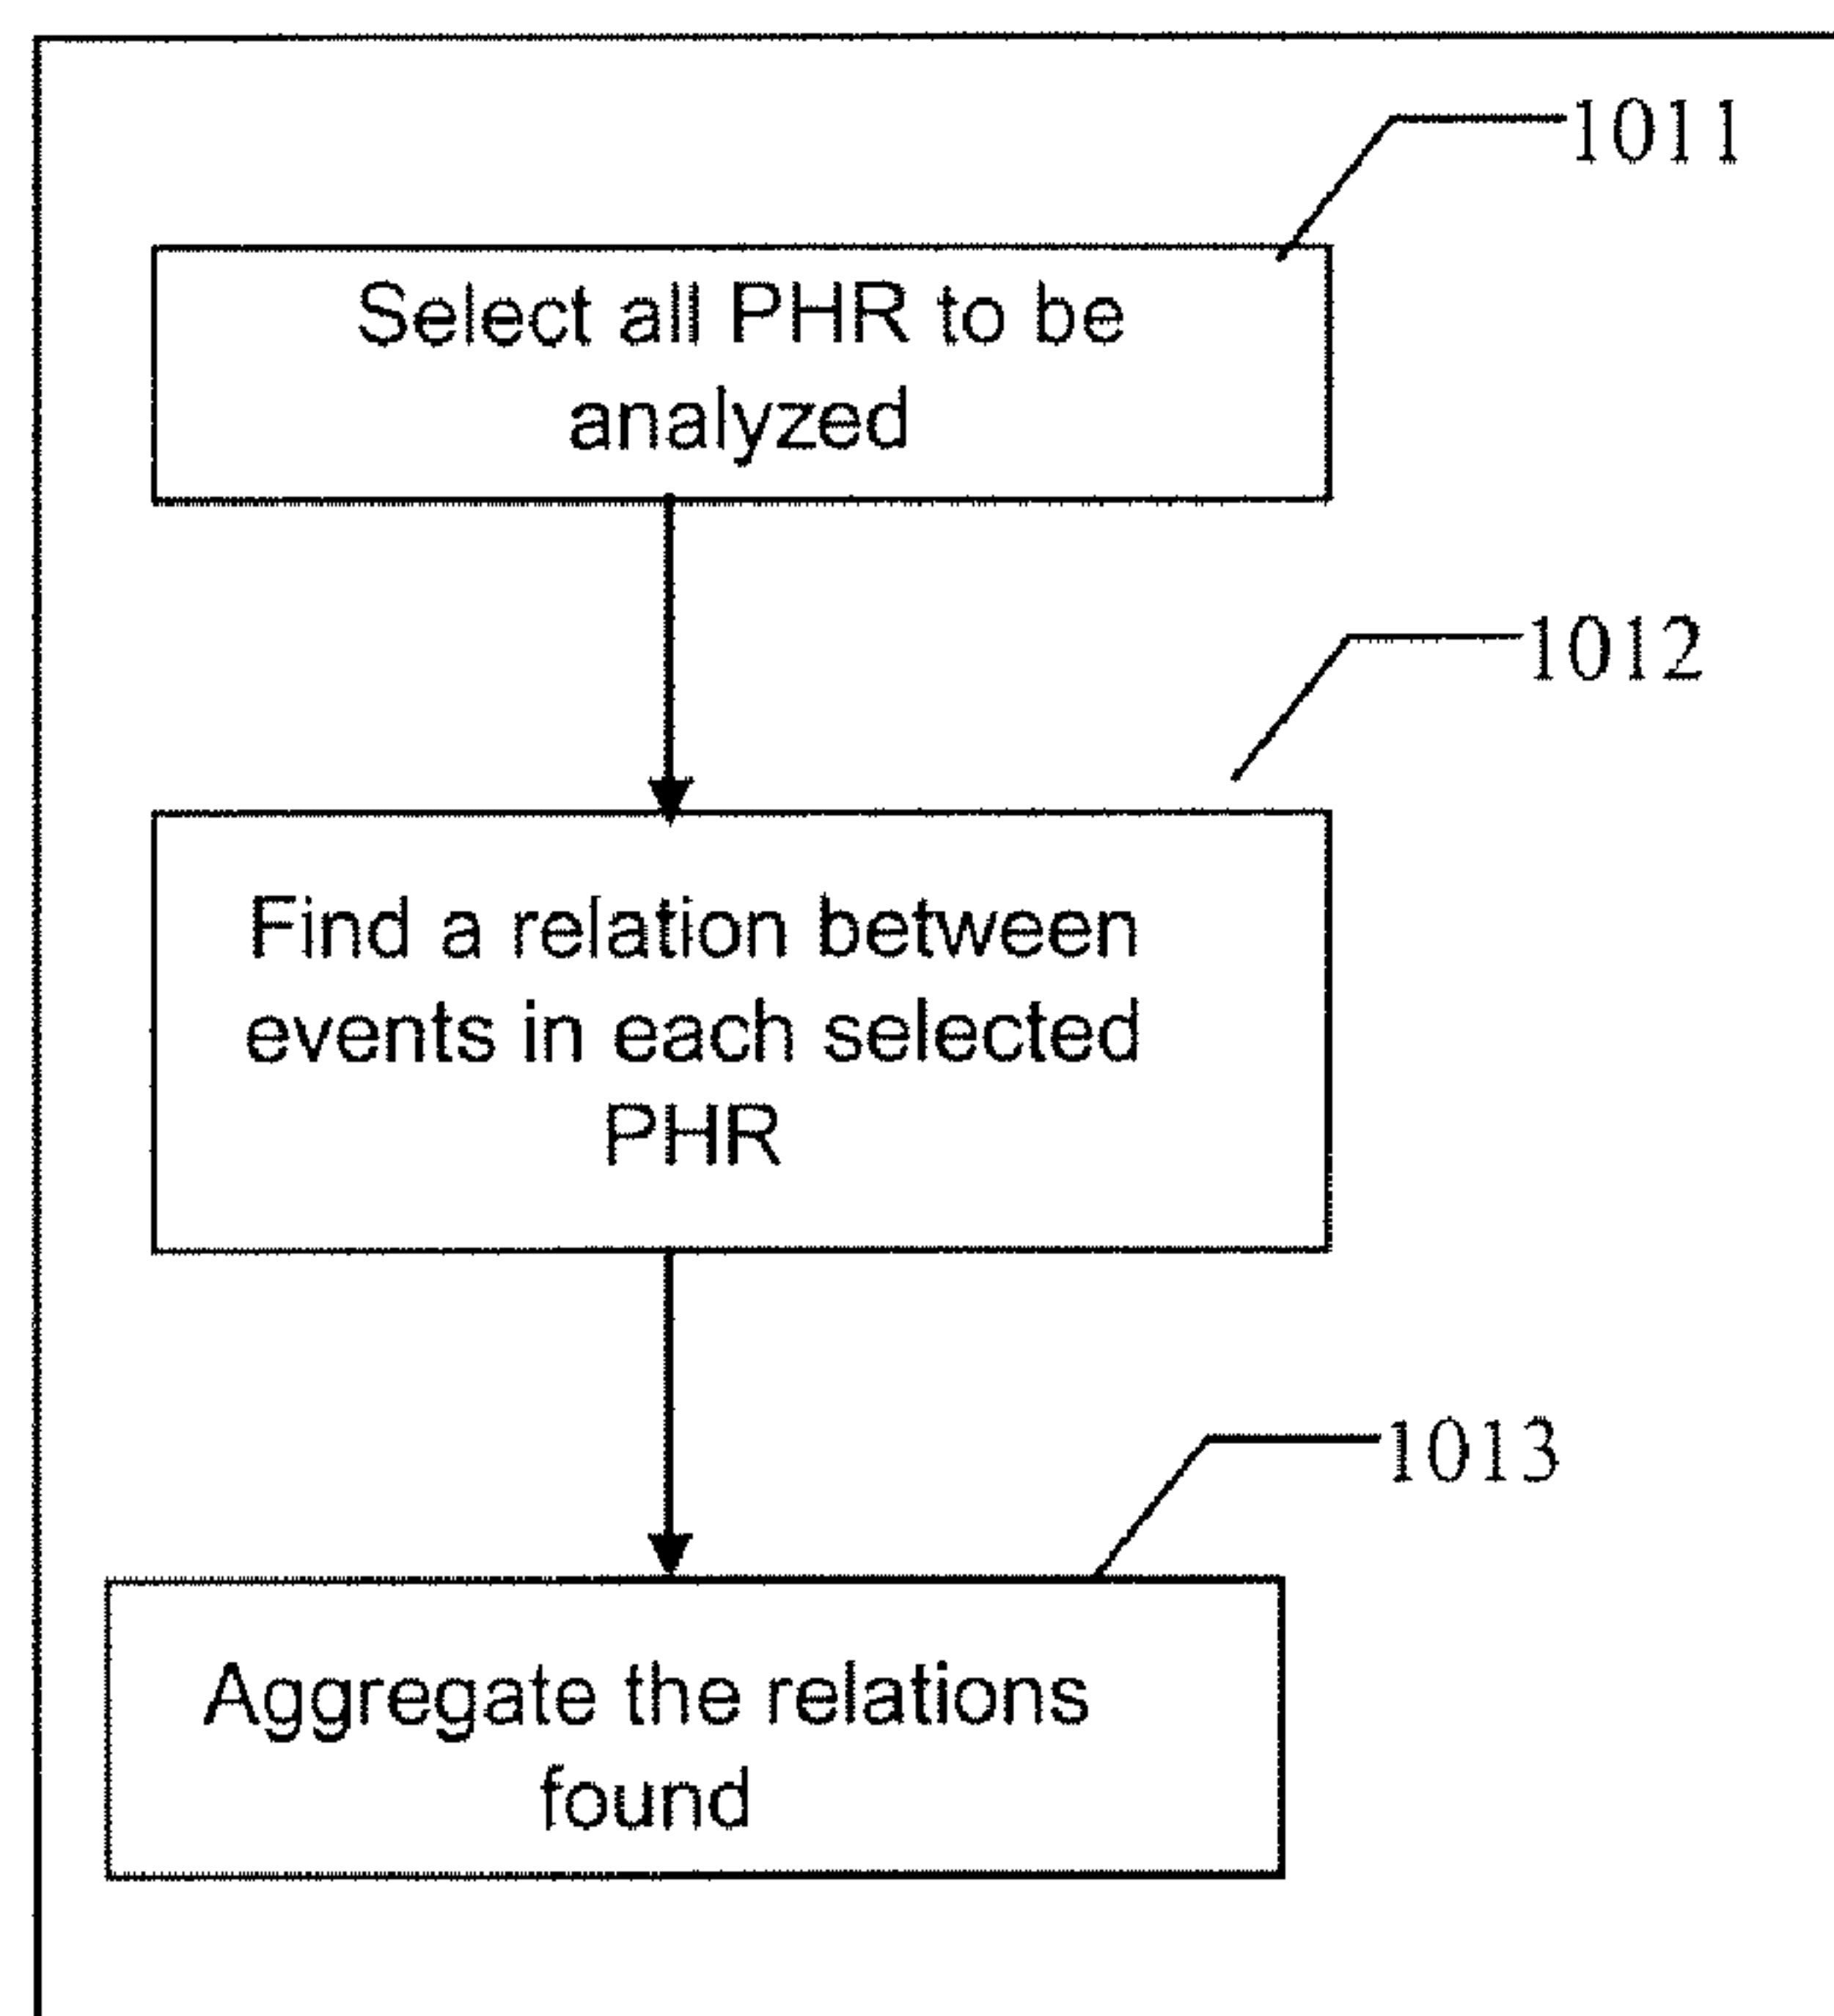 1011
Select all PHR to be
analyzed
1012
Find a relation between
events in each selected
PHR
1013
Aggregate the relations
found